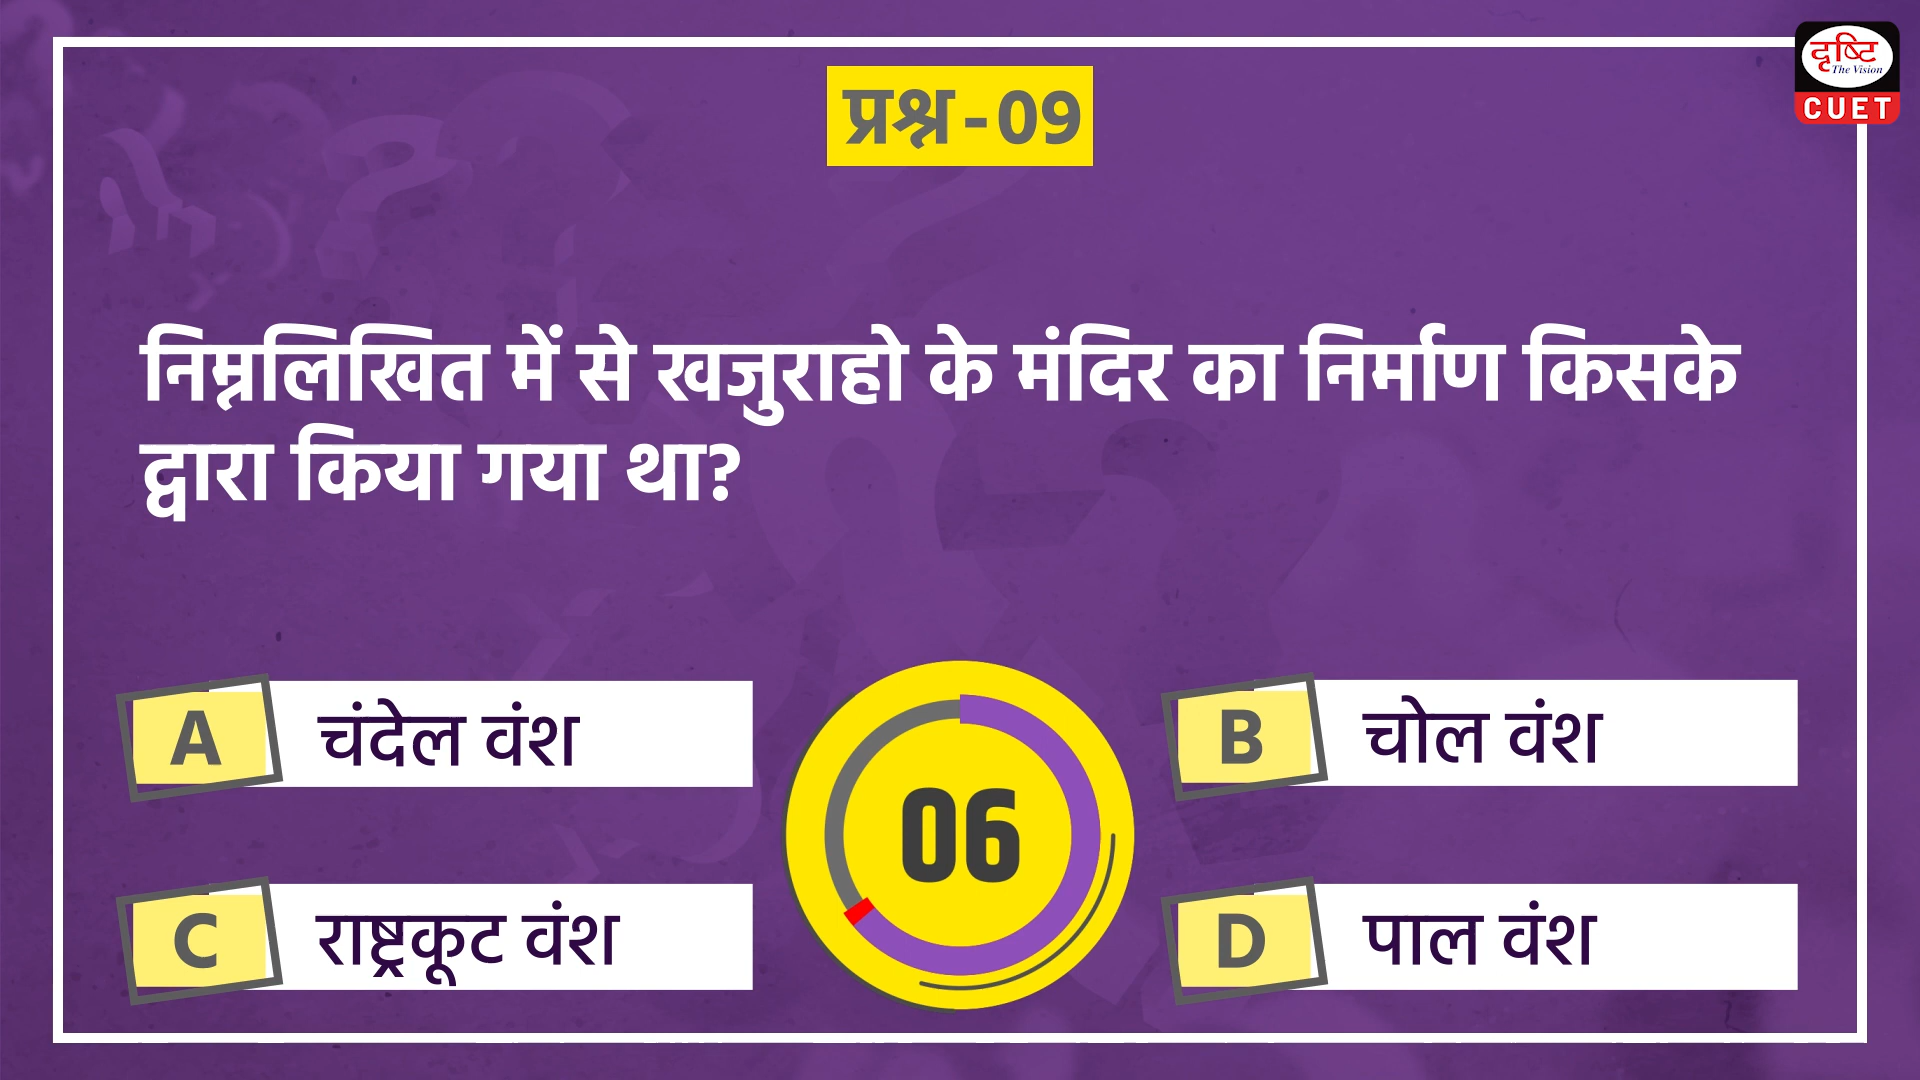 दृष्टि
The Vision
CUET
प्रश्न - 09
निम्नलिखित में से खजुराहो के मंदिर का निर्माण किसके
द्वारा किया गया था?
A चंदेल वंश
B चोल वंश
06
C राष्ट्रकूट वंश
D पाल वंश